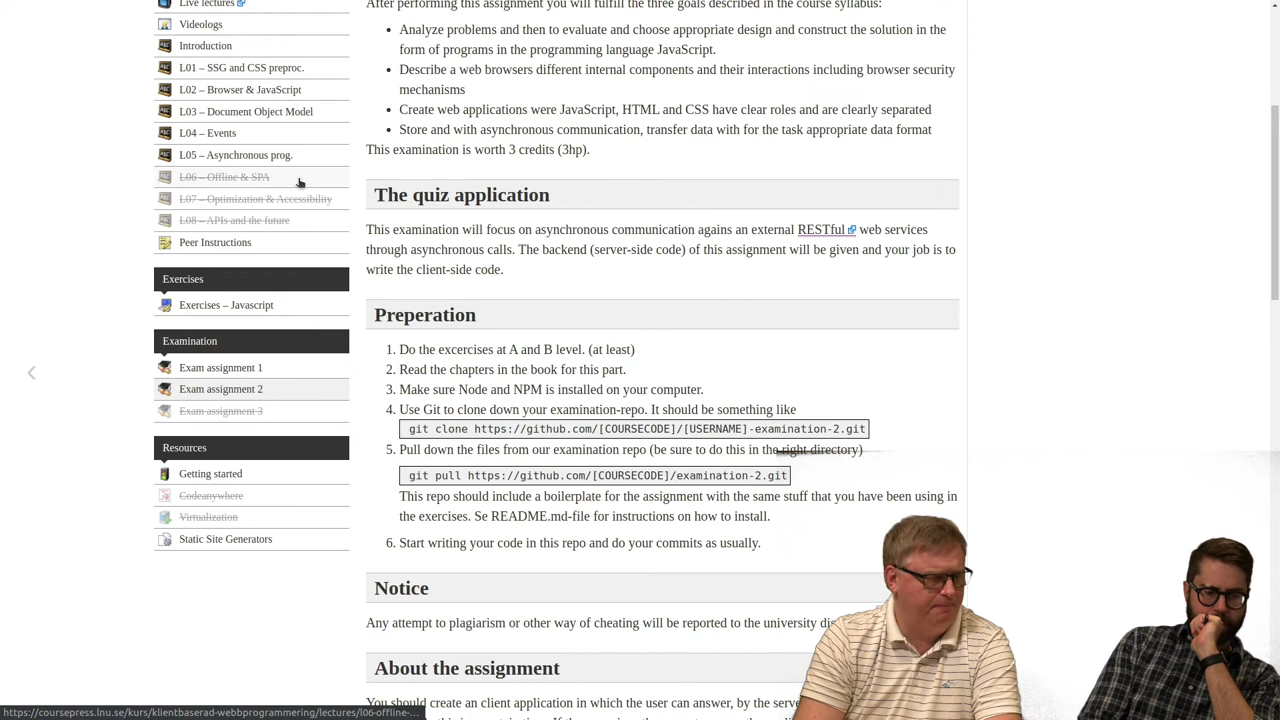 Live lectures
Videologs
Introduction
L01 – SSG and CSS preproc.
L02 – Browser & JavaScript
L03 – Document Object Model
L04 – Events
L05 – Asynchronous prog.
L06 – Offline & SPA
L07 – Optimization & Accessibility
L08 – APIs and the future
Peer Instructions
Exercises
Exercises – Javascript
Examination
Exam assignment 1
Exam assignment 2
Exam assignment 3
Resources
Getting started
Codeanywhere
Virtualization
Static Site Generators
After performing this assignment you will fulfill the three goals described in the course syllabus:
Analyze problems and then to evaluate and choose appropriate design and construct the solution in the
form of programs in the programming language JavaScript.
Describe a web browsers different internal components and their interactions including browser security
mechanisms
Create web applications were JavaScript, HTML and CSS have clear roles and are clearly separated
Store and with asynchronous communication, transfer data with for the task appropriate data format
This examination is worth 3 credits (3hp).
The quiz application
This examination will focus on asynchronous communication agains an external RESTful web services
through asynchronous calls. The backend (server-side code) of this assignment will be given and your job is to
write the client-side code.
Preperation
1. Do the excercises at A and B level. (at least)
2. Read the chapters in the book for this part.
3. Make sure Node and NPM is installed on your computer.
4. Use Git to clone down your examination-repo. It should be something like
git clone https://github.com/[COURSECODE]/[USERNAME]-examination-2.git
5. Pull down the files from our examination repo (be sure to do this in the right directory)
git pull https://github.com/[COURSECODE]/examination-2.git
This repo should include a boilerplate for the assignment with the same stuff that you have been using in
the exercises. Se README.md-file for instructions on how to install.
6. Start writing your code in this repo and do your commits as usually.
Notice
Any attempt to plagiarism or other way of cheating will be reported to the university
About the assignment
You should create an client application in which the user can answer, by the
https://coursepress.lnu.se/kurs/klientbaserad-webbprogrammering/lectures/l06-offline-...